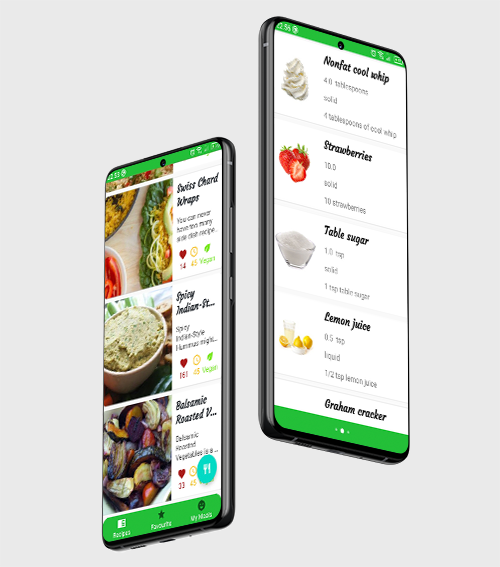 22:53
Swiss Chard
Wraps
You can never
have too many
side dish recipe...
14 45 Vegan
Spicy
Indian-St...
Spicy
Indian-Style
Hummus might...
161 45 Vegan
Balsamic
Roasted V...
Balsamic
Roasted
Vegetables is a ...
33 45
Recipes
Favourite
My Meals
22:56
Nonfat cool whip
4.0 tablespoons
solid
4 tablespoons of cool whip
Strawberries
10.0
solid
10 strawberries
Table sugar
1.0 tsp
solid
1 tsp table sugar
Lemon juice
0.5 tsp
liquid
1/2 tsp lemon juice
Graham cracker